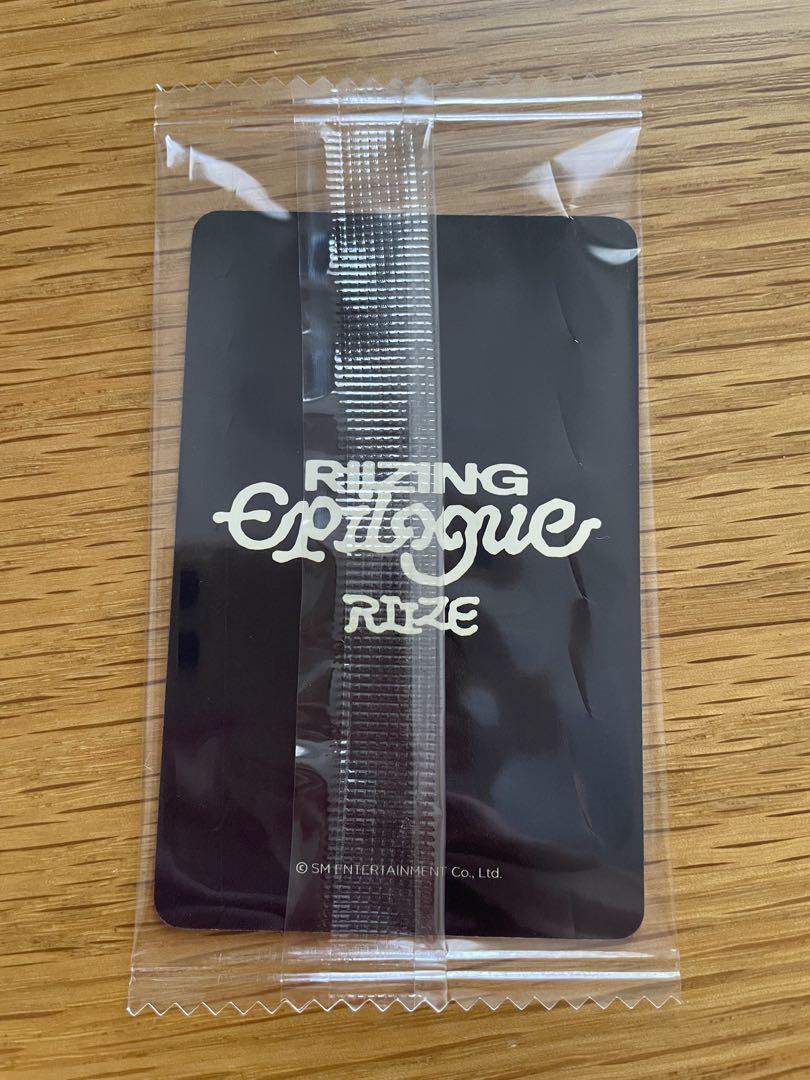 RIIZING
Epilogue
RIIZE
© SM ENTERTAINMENT Co., Ltd.